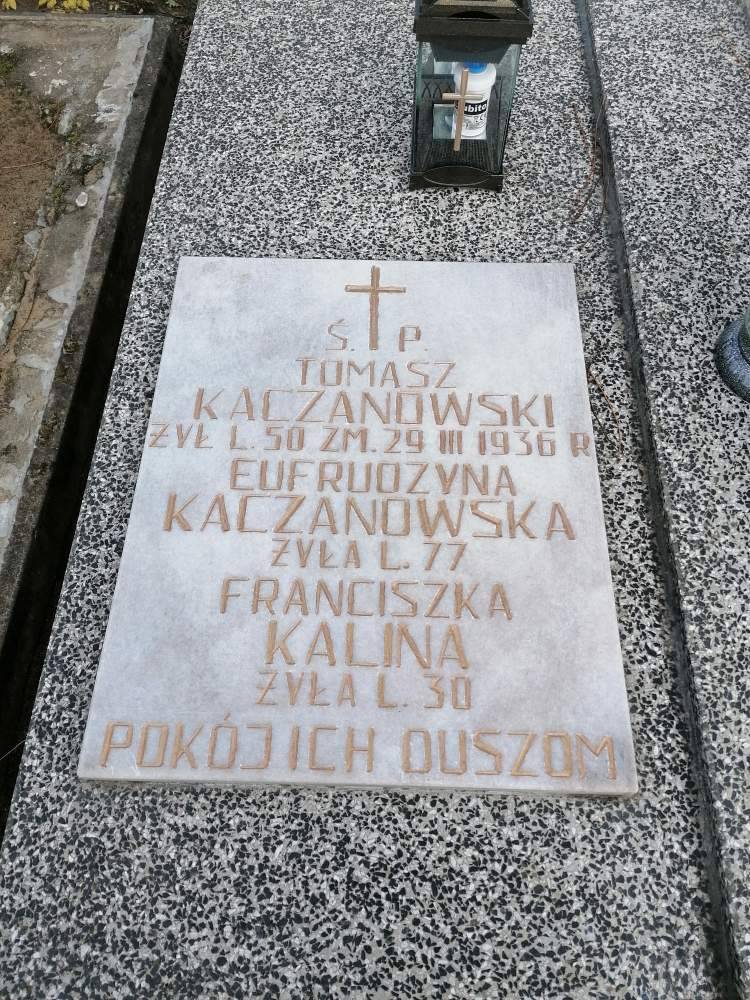 ubito
Ś. P.
TOMASZ
KACZANOWSKI
ŻYŁ L. 50 ZM. 29 III 1936 R
EUFRUOZYNA
KACZANOWSKA
ŻYŁA L. 77
FRANCISZKA
KALINA
ŻYŁA L. 30
POKÓJ ICH DUSZOM